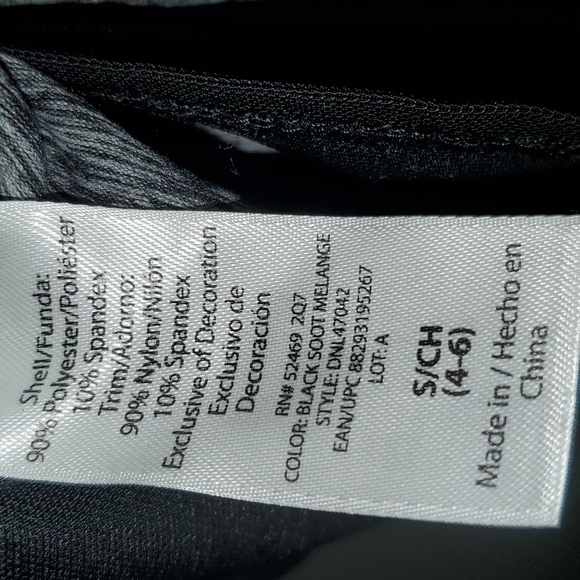 Shell/Funda:
90% Polyester/Poliéster
10% Spandex
Trim/Adorno:
90% Nylon/Nilón
10% Spandex
Exclusive of Decoration
Exclusivo de
Decoración
RN# 52469 2Q7
COLOR: BLACK SOOT MELANGE
STYLE: DNL47042
EAN/UPC 88293195267
LOT: A
S/CH
(4-6)
Made in / Hecho en
China